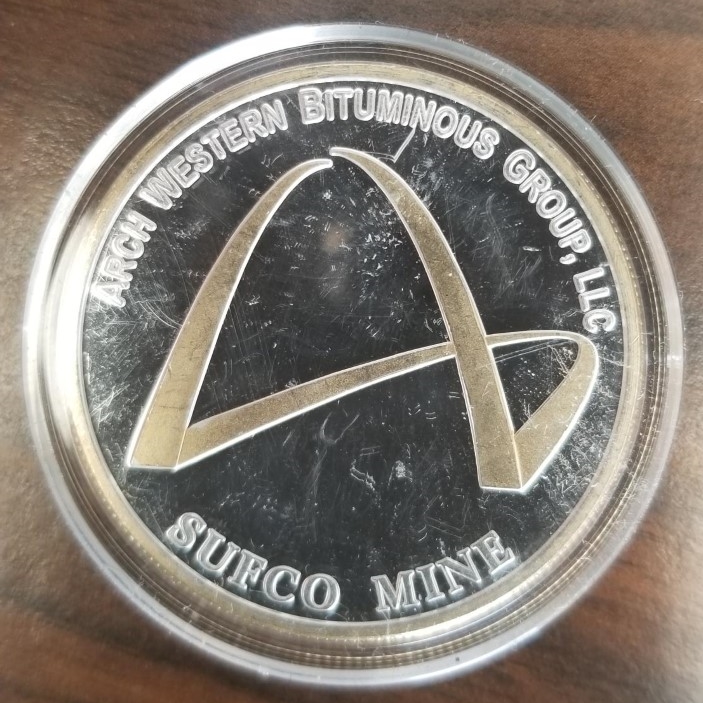 ARCH WESTERN BITUMINOUS GROUP, LLC
SUFCO MINE